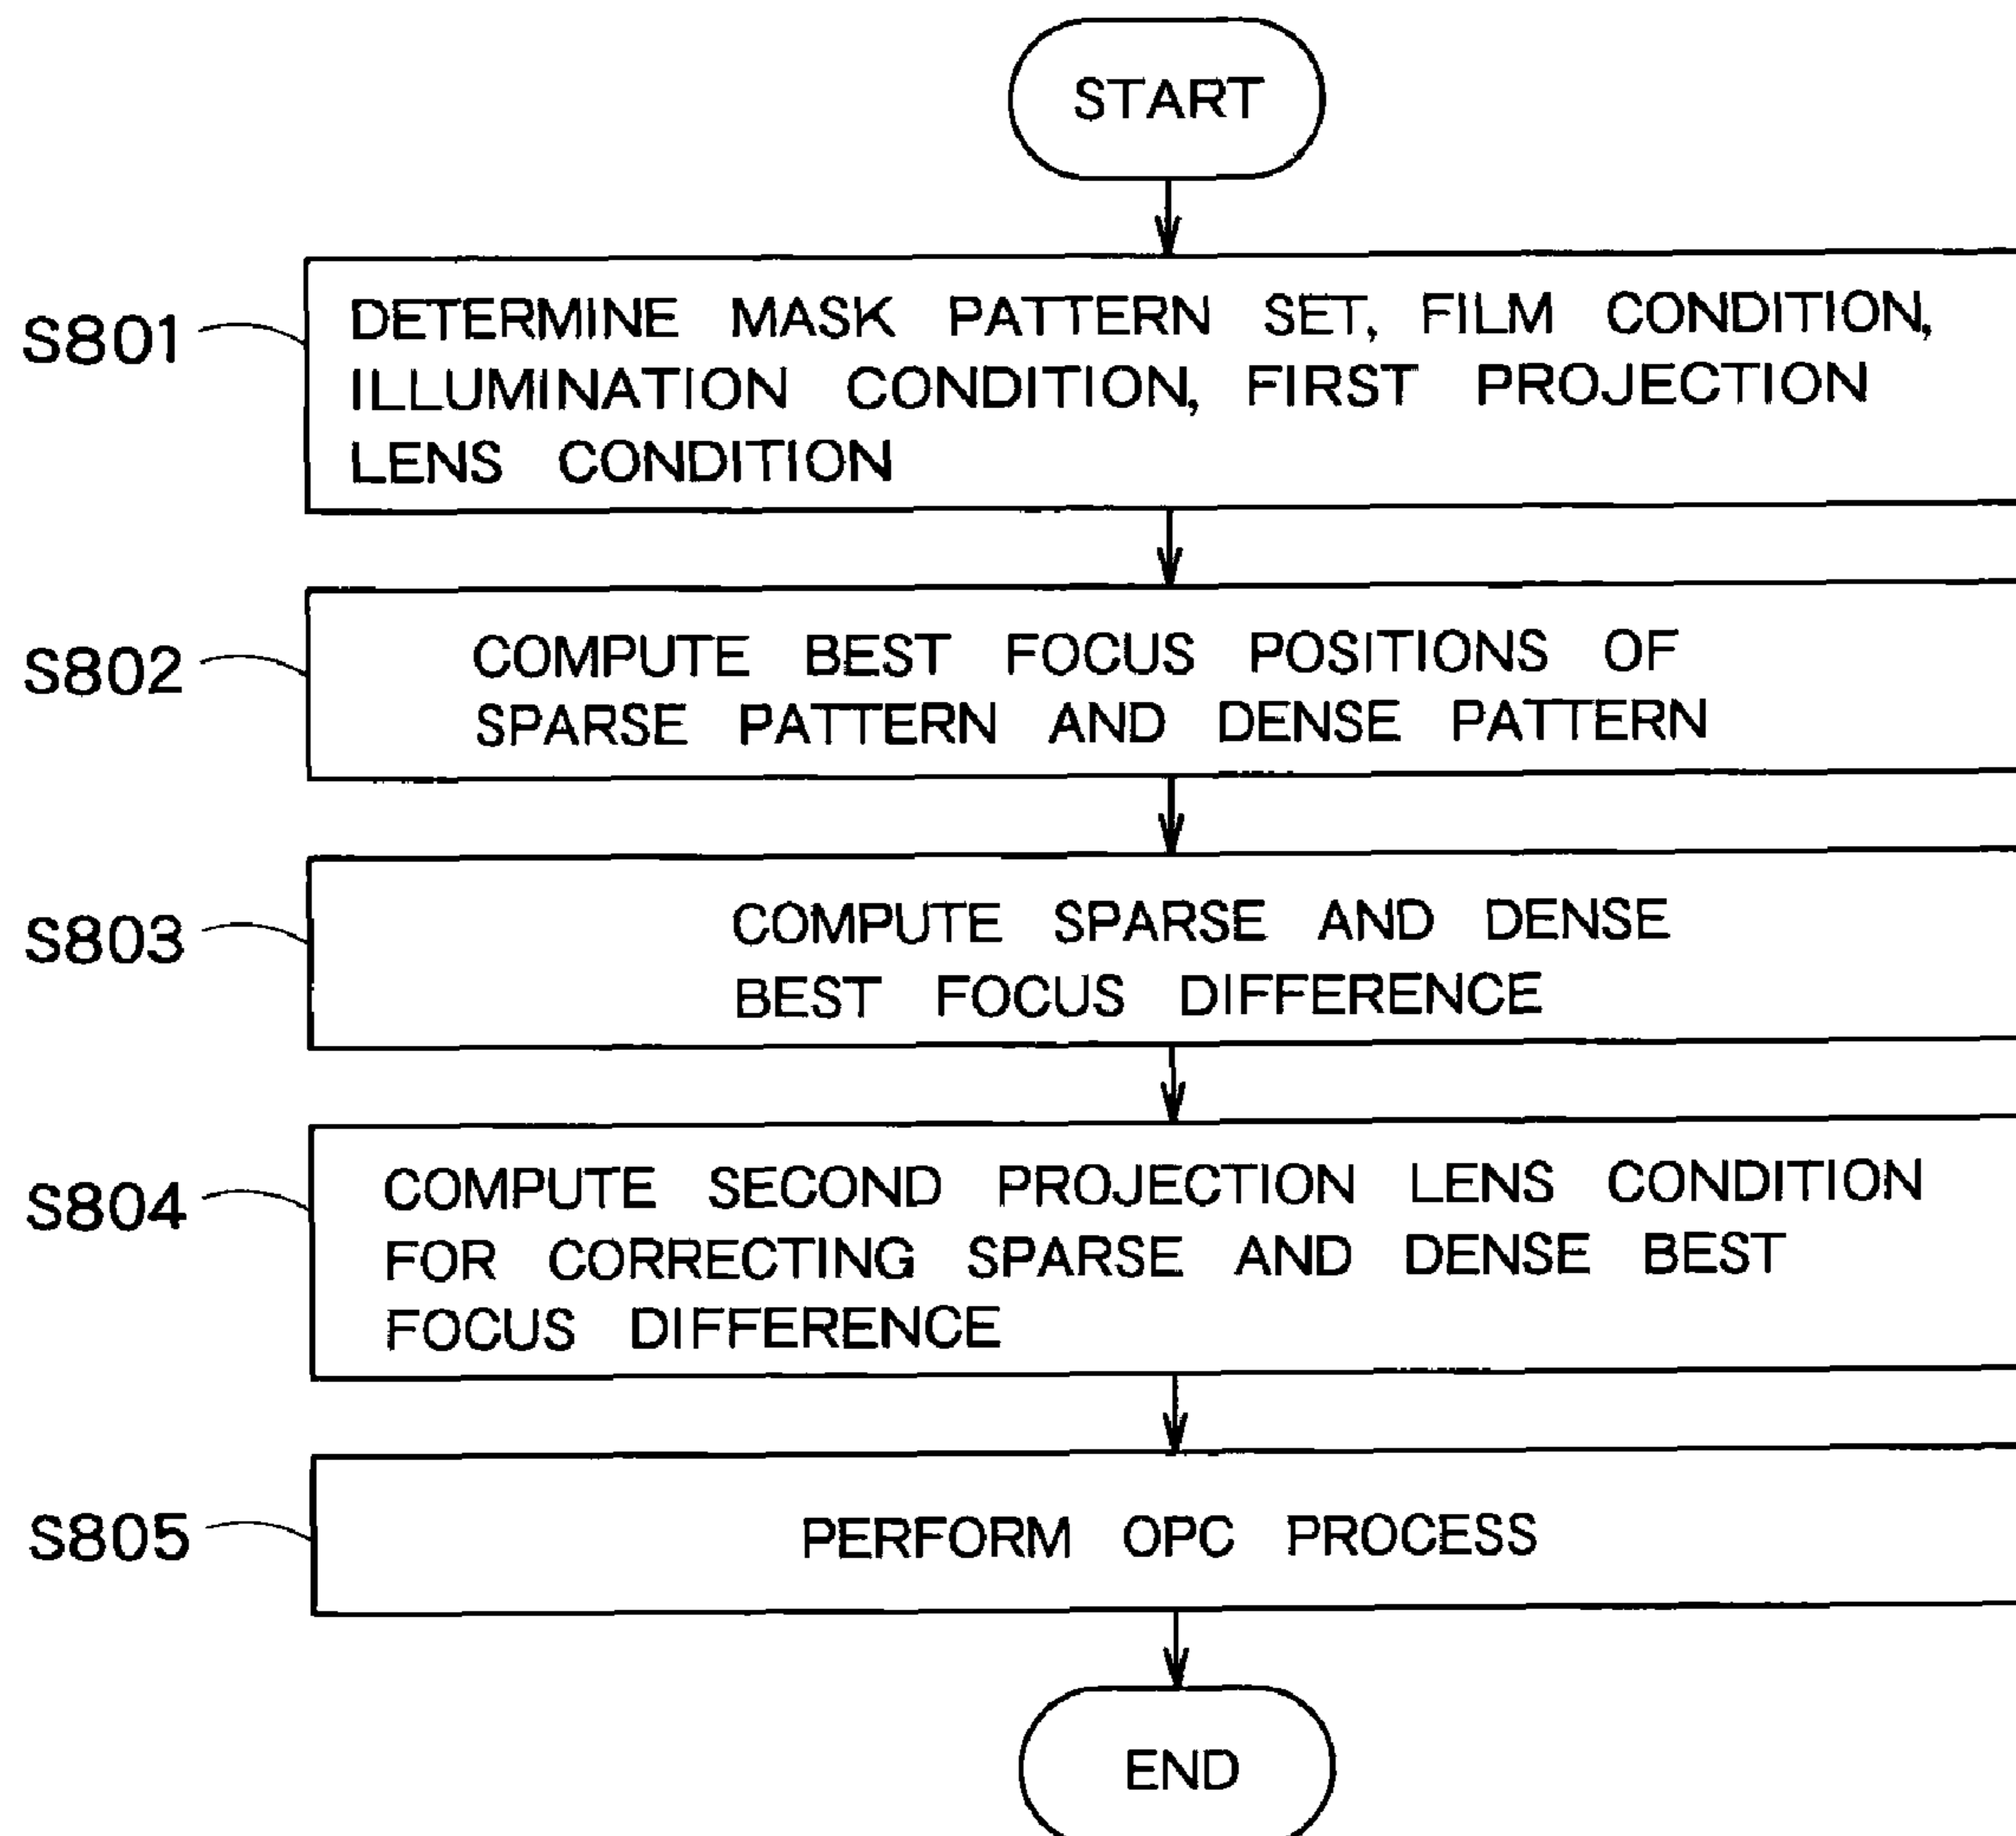 START
S801
DETERMINE MASK PATTERN SET, FILM CONDITION,
ILLUMINATION CONDITION, FIRST PROJECTION
LENS CONDITION
S802
COMPUTE BEST FOCUS POSITIONS OF
SPARSE PATTERN AND DENSE PATTERN
S803
COMPUTE SPARSE AND DENSE
BEST FOCUS DIFFERENCE
S804
COMPUTE SECOND PROJECTION LENS CONDITION
FOR CORRECTING SPARSE AND DENSE BEST
FOCUS DIFFERENCE
S805
PERFORM OPC PROCESS
END